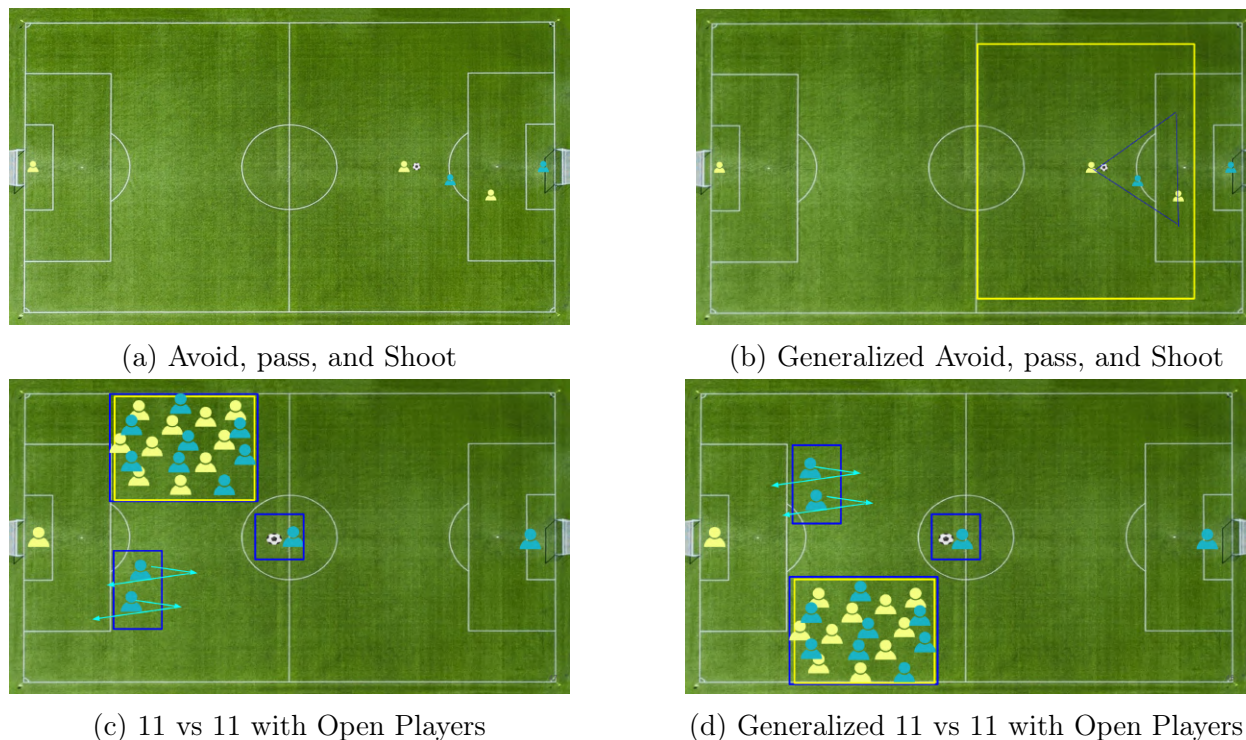 (a) Avoid, pass, and Shoot
(b) Generalized Avoid, pass, and Shoot
(c) 11 vs 11 with Open Players
(d) Generalized 11 vs 11 with Open Players